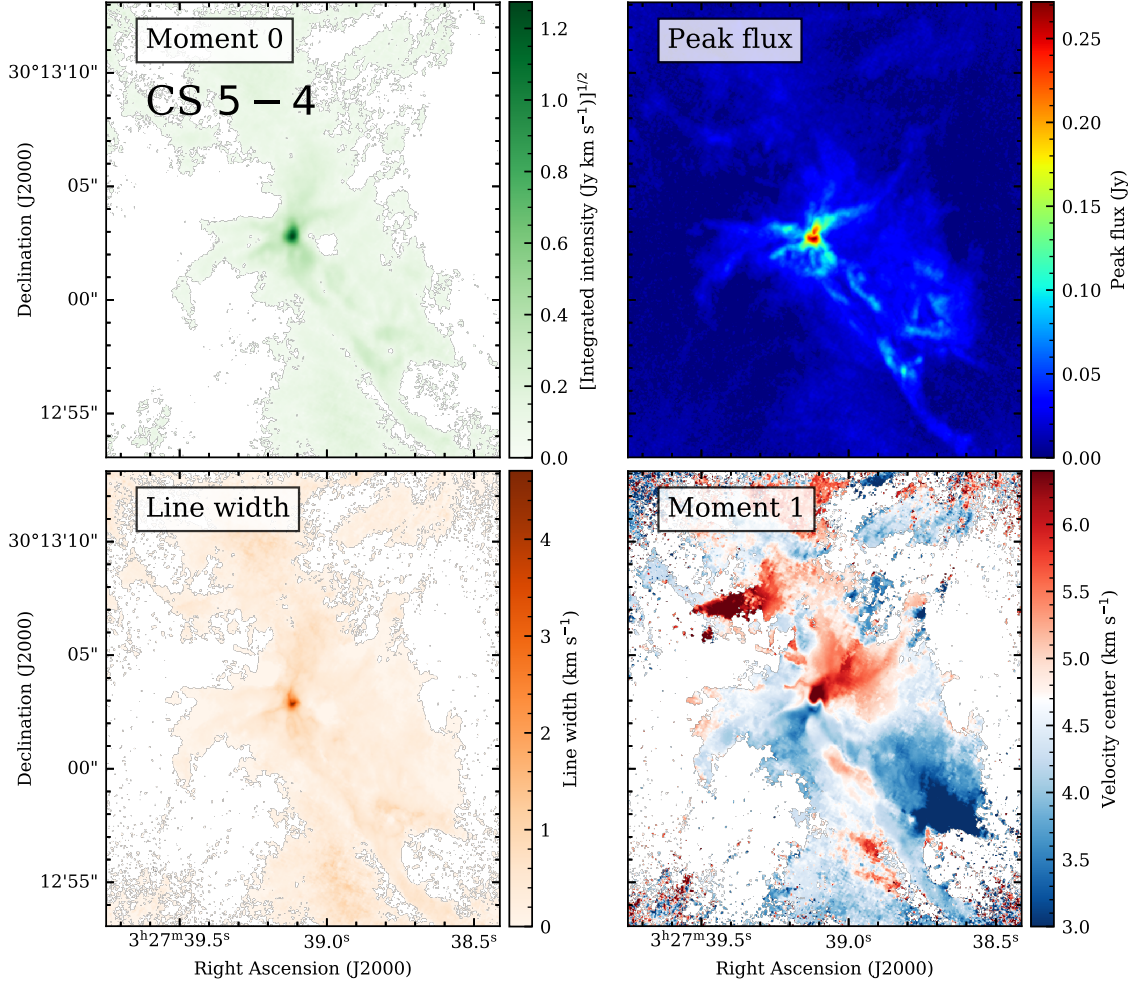 Moment 0
CS 5 − 4
30°13'10"
05"
00"
12'55"
Declination (J2000)
1.2
1.0
0.8
0.6
0.4
0.2
0.0
[Integrated intensity (Jy km s⁻¹)]¹/²
Peak flux
0.25
0.20
0.15
0.10
0.05
0.00
Peak flux (Jy)
Line width
30°13'10"
05"
00"
12'55"
Declination (J2000)
3ʰ27ᵐ39.5ˢ
39.0ˢ
38.5ˢ
Right Ascension (J2000)
4
3
2
1
0
Line width (km s⁻¹)
Moment 1
3ʰ27ᵐ39.5ˢ
39.0ˢ
38.5ˢ
Right Ascension (J2000)
6.0
5.5
5.0
4.5
4.0
3.5
3.0
Velocity center (km s⁻¹)